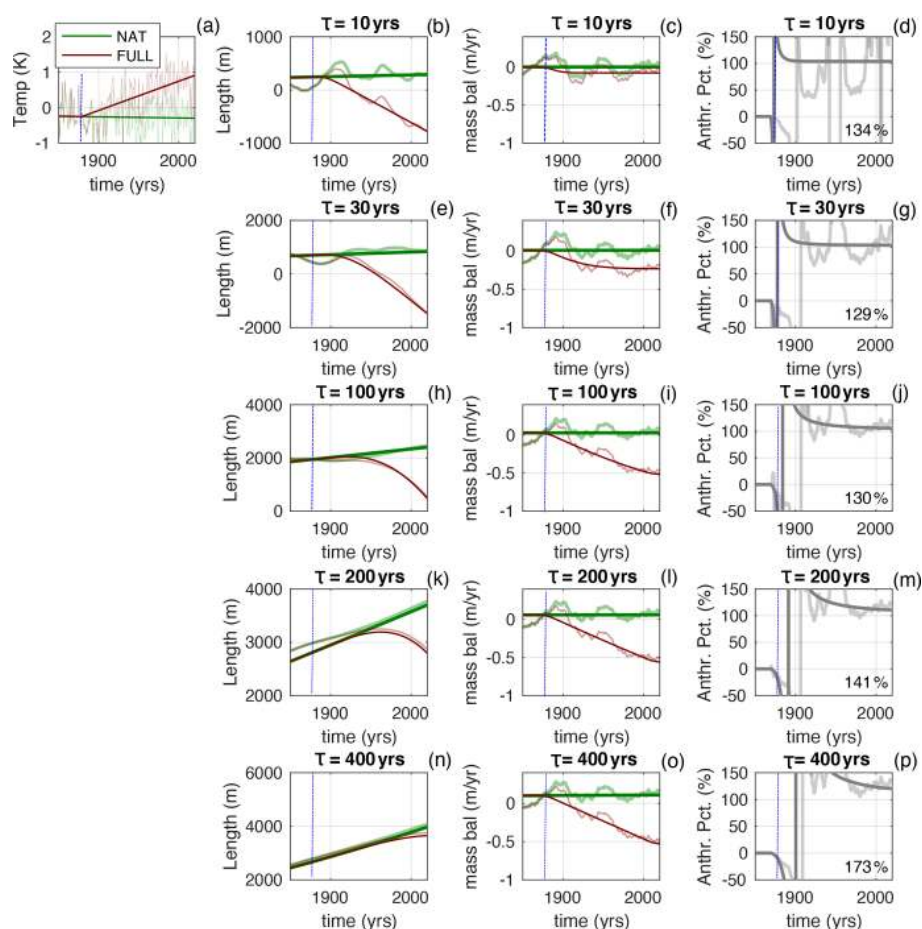 (a)
NAT
FULL
Temp (K)
2
1
0
-1
1900
2000
time (yrs)
τ = 10 yrs
(b)
Length (m)
1000
0
-1000
1900
2000
time (yrs)
τ = 10 yrs
(c)
mass bal (m/yr)
0
-0.5
-1
1900
2000
time (yrs)
τ = 10 yrs
(d)
Anthr. Pct. (%)
150
100
50
0
-50
134%
1900
2000
time (yrs)
τ = 30 yrs
(e)
Length (m)
2000
0
-2000
1900
2000
time (yrs)
τ = 30 yrs
(f)
mass bal (m/yr)
0
-0.5
-1
1900
2000
time (yrs)
τ = 30 yrs
(g)
Anthr. Pct. (%)
150
100
50
0
-50
129%
1900
2000
time (yrs)
τ = 100 yrs
(h)
Length (m)
4000
2000
0
1900
2000
time (yrs)
τ = 100 yrs
(i)
mass bal (m/yr)
0
-0.5
-1
1900
2000
time (yrs)
τ = 100 yrs
(j)
Anthr. Pct. (%)
150
100
50
0
-50
130%
1900
2000
time (yrs)
τ = 200 yrs
(k)
Length (m)
4000
3000
2000
1900
2000
time (yrs)
τ = 200 yrs
(l)
mass bal (m/yr)
0
-0.5
-1
1900
2000
time (yrs)
τ = 200 yrs
(m)
Anthr. Pct. (%)
150
100
50
0
-50
141%
1900
2000
time (yrs)
τ = 400 yrs
(n)
Length (m)
6000
4000
2000
1900
2000
time (yrs)
τ = 400 yrs
(o)
mass bal (m/yr)
0
-0.5
-1
1900
2000
time (yrs)
τ = 400 yrs
(p)
Anthr. Pct. (%)
150
100
50
0
-50
173%
1900
2000
time (yrs)